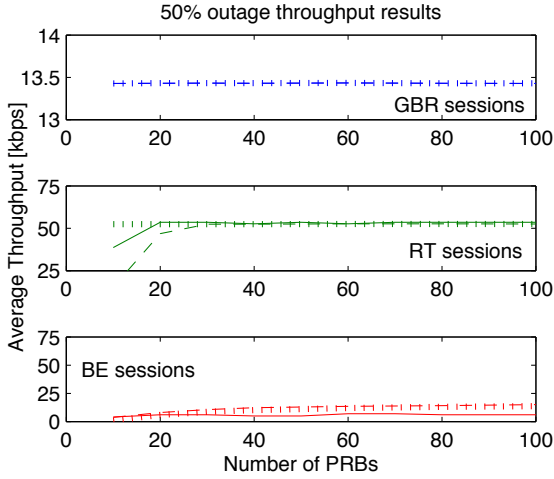 50% outage throughput results
Average Throughput [kbps]
14
13.5
13
GBR sessions
0 20 40 60 80 100
75
50
25
RT sessions
0 20 40 60 80 100
75
50
25
0
BE sessions
0 20 40 60 80 100
Number of PRBs